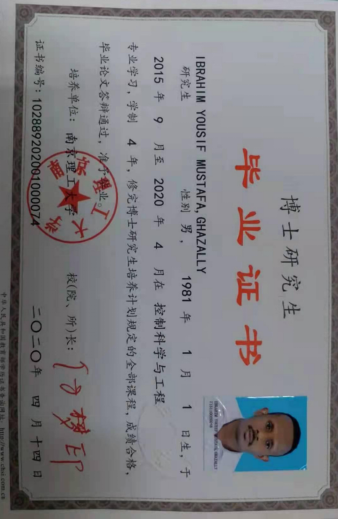 博士研究生
毕业证书
IBRAHIM YOUSIF MUSTAFA GHAZALLY
研究生 性别 男， 1981 年 1 月 1 日生，于
2015 年 9 月至 2020 年 4 月在 控制科学与工程
专业学习，学制 4 年，修完博士研究生培养计划规定的全部课程，成绩合格，
毕业论文答辩通过，准予毕业。
培养单位：南京理工大学 校(院、所)长：
证书编号：102889202001000074 二〇二〇年 四 月 十四 日